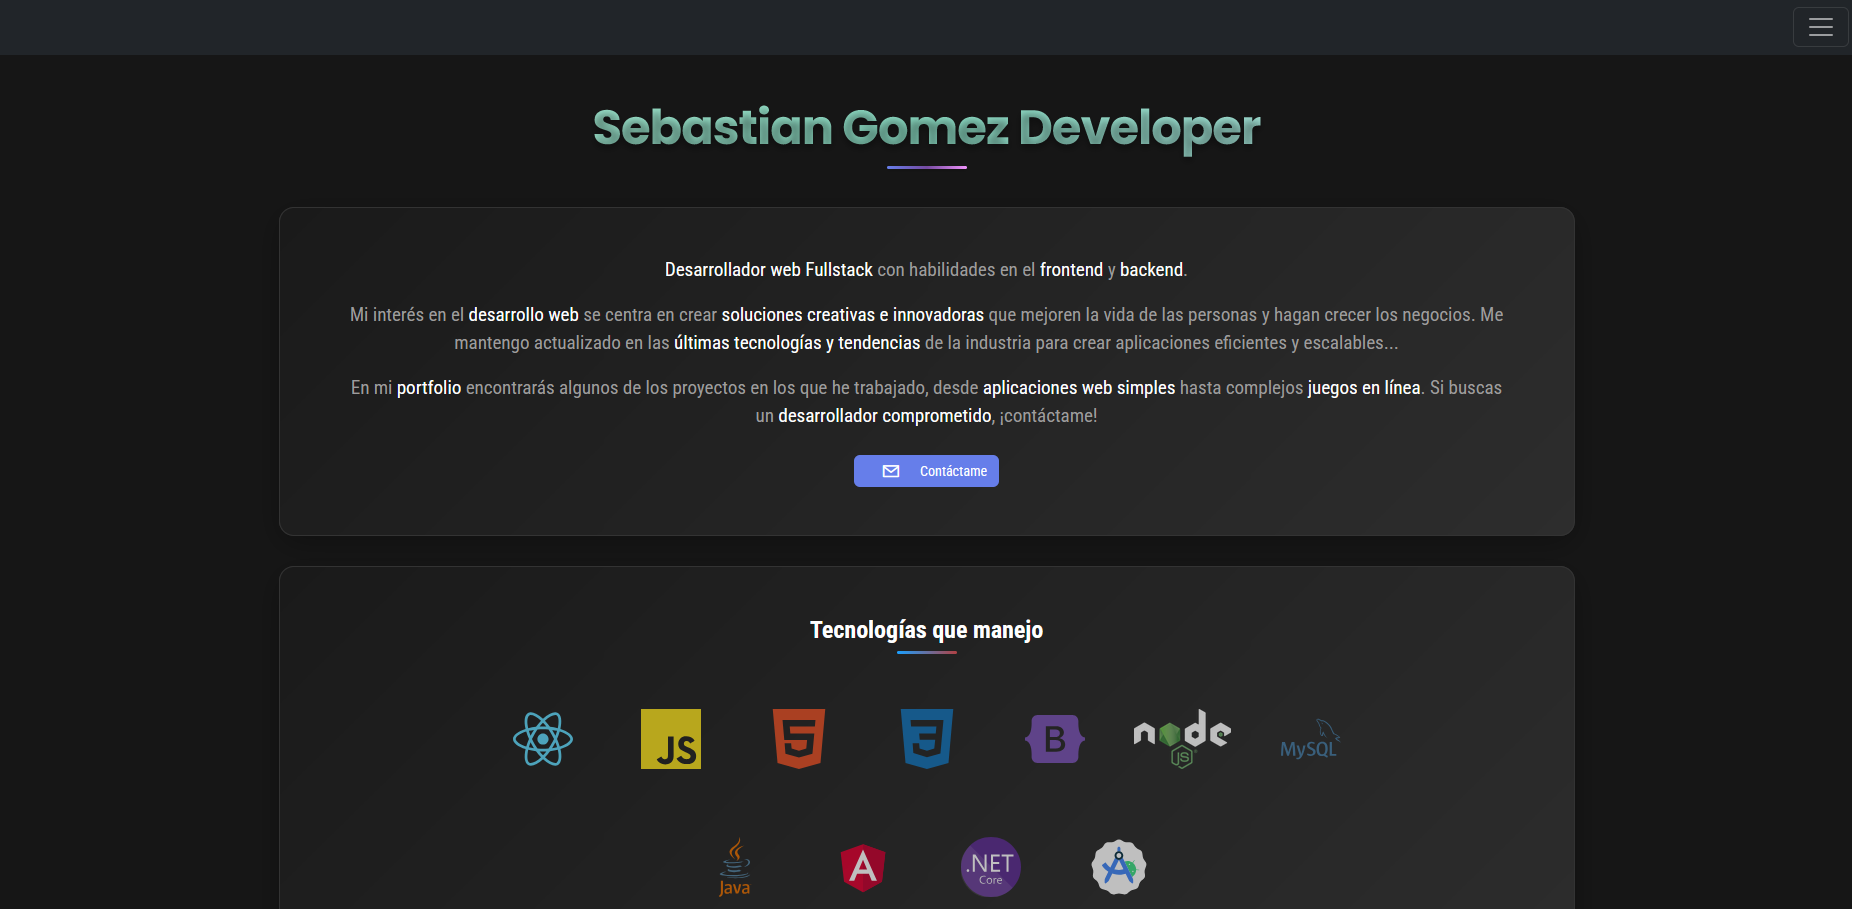 Sebastian Gomez Developer
Desarrollador web Fullstack con habilidades en el frontend y backend.
Mi interés en el desarrollo web se centra en crear soluciones creativas e innovadoras que mejoren la vida de las personas y hagan crecer los negocios. Me
mantengo actualizado en las últimas tecnologías y tendencias de la industria para crear aplicaciones eficientes y escalables...
En mi portfolio encontrarás algunos de los proyectos en los que he trabajado, desde aplicaciones web simples hasta complejos juegos en línea. Si buscas
un desarrollador comprometido, ¡contáctame!
Contáctame
Tecnologías que manejo
JS
5
3
B
node
JS
MySQL
Java
A
.NET
Core